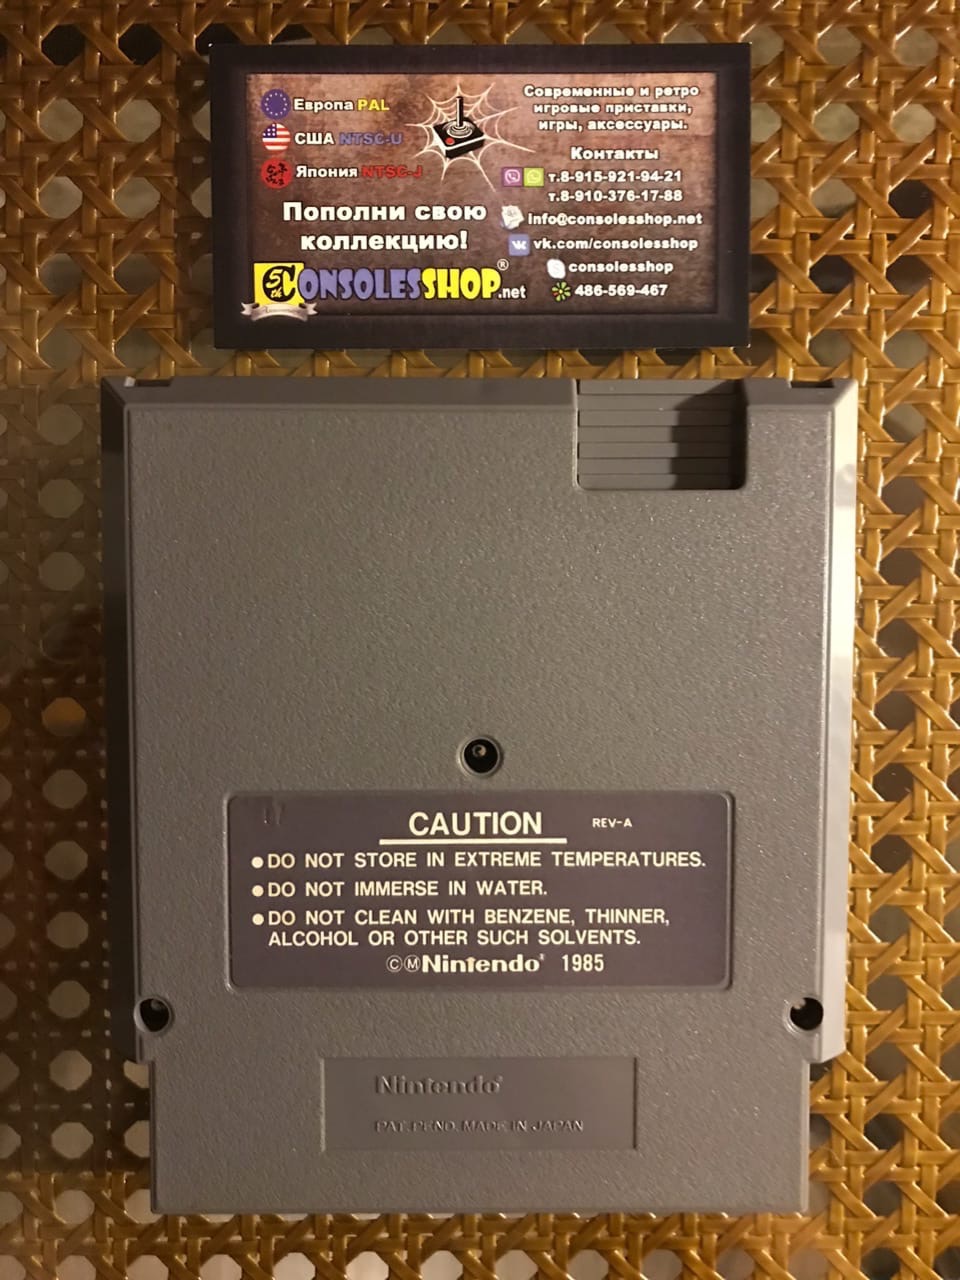 Европа PAL
США NTSC-U
Япония NTSC-J
Пополни свою
коллекцию!
5th
CONSOLESSHOP.net®
Современные и ретро
игровые приставки,
игры, аксессуары.
Контакты
т.8-915-921-94-21
т.8-910-376-17-88
info@consolesshop.net
vk.com/consolesshop
consolesshop
486-569-467
CAUTION REV-A
●DO NOT STORE IN EXTREME TEMPERATURES.
●DO NOT IMMERSE IN WATER.
●DO NOT CLEAN WITH BENZENE, THINNER,
ALCOHOL OR OTHER SUCH SOLVENTS.
ⒸⓂNintendo® 1985
Nintendo®
PAT.PEND. MADE IN JAPAN